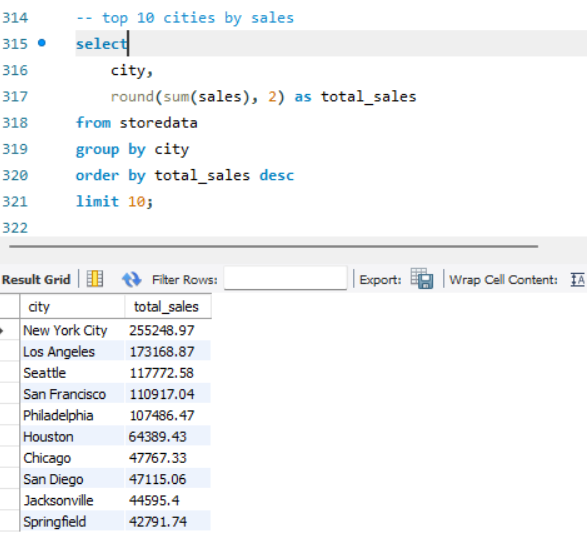 314 -- top 10 cities by sales
315 select
316 city,
317 round(sum(sales), 2) as total_sales
318 from storedata
319 group by city
320 order by total_sales desc
321 limit 10;
322
Result Grid Filter Rows: Export: Wrap Cell Content: IA
city total_sales
New York City 255248.97
Los Angeles 173168.87
Seattle 117772.58
San Francisco 110917.04
Philadelphia 107486.47
Houston 64389.43
Chicago 47767.33
San Diego 47115.06
Jacksonville 44595.4
Springfield 42791.74